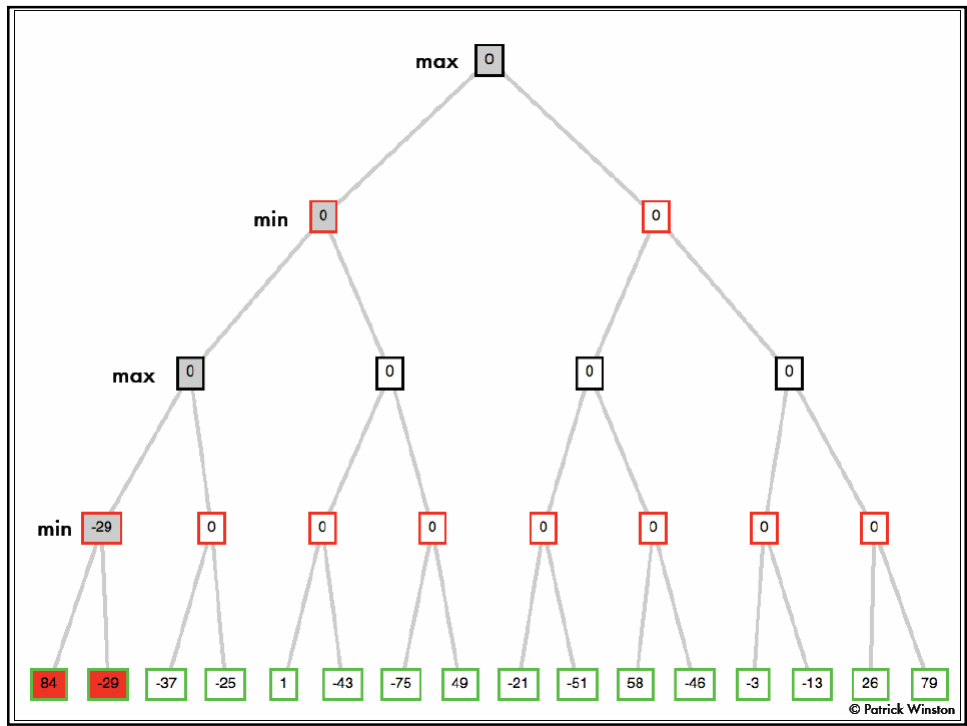 max 0
min 0 0
max 0 0 0 0
min -29 0 0 0 0 0 0 0
84 -29 -37 -25 1 -43 -75 49 -21 -51 58 -46 -3 -13 26 79
© Patrick Winston